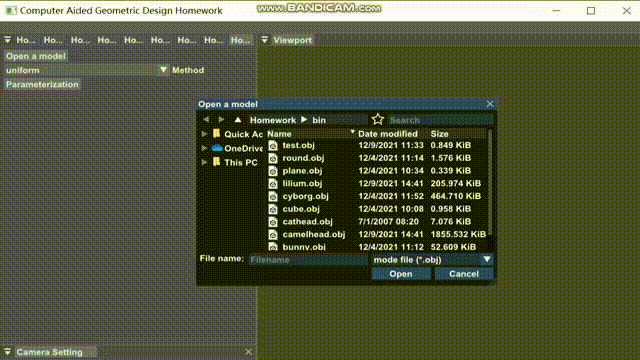 Computer Aided Geometric Design Homework
www.BANDICAM.com
Ho... Ho... Ho... Ho... Ho... Ho... Ho... Ho... Ho... Viewport
Open a model
uniform Method
Parameterization
Open a model
Homework bin Search
Name Date modified Size
Quick Ac
OneDrive
This PC
test.obj 12/9/2021 11:33 0.849 KiB
round.obj 12/4/2021 11:14 1.576 KiB
plane.obj 12/4/2021 10:34 0.339 KiB
lilium.obj 12/9/2021 14:41 205.974 KiB
cyborg.obj 12/4/2021 11:52 464.710 KiB
cube.obj 12/4/2021 10:08 0.958 KiB
cathead.obj 7/1/2007 08:20 7.076 KiB
camelhead.obj 12/9/2021 14:41 1855.532 KiB
bunny.obj 12/4/2021 11:12 52.609 KiB
File name: Filename mode file (*.obj)
Open Cancel
Camera Setting